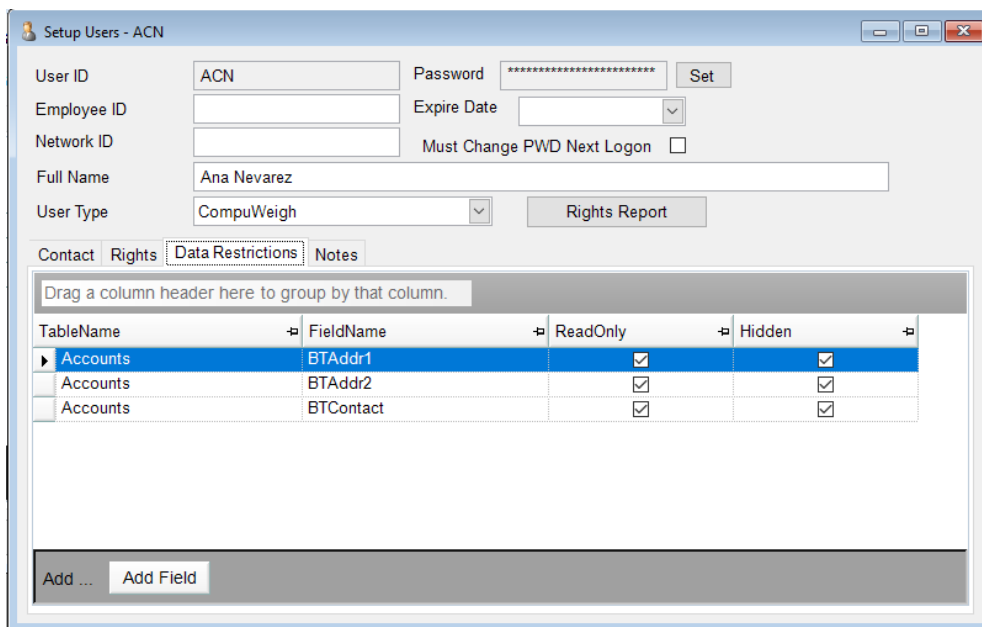 Setup Users - ACN
User ID ACN Password ************************ Set
Employee ID Expire Date
Network ID Must Change PWD Next Logon
Full Name Ana Nevarez
User Type CompuWeigh Rights Report
Contact Rights Data Restrictions Notes
Drag a column header here to group by that column.
TableName FieldName ReadOnly Hidden
Accounts BTAddr1
Accounts BTAddr2
Accounts BTContact
Add ... Add Field